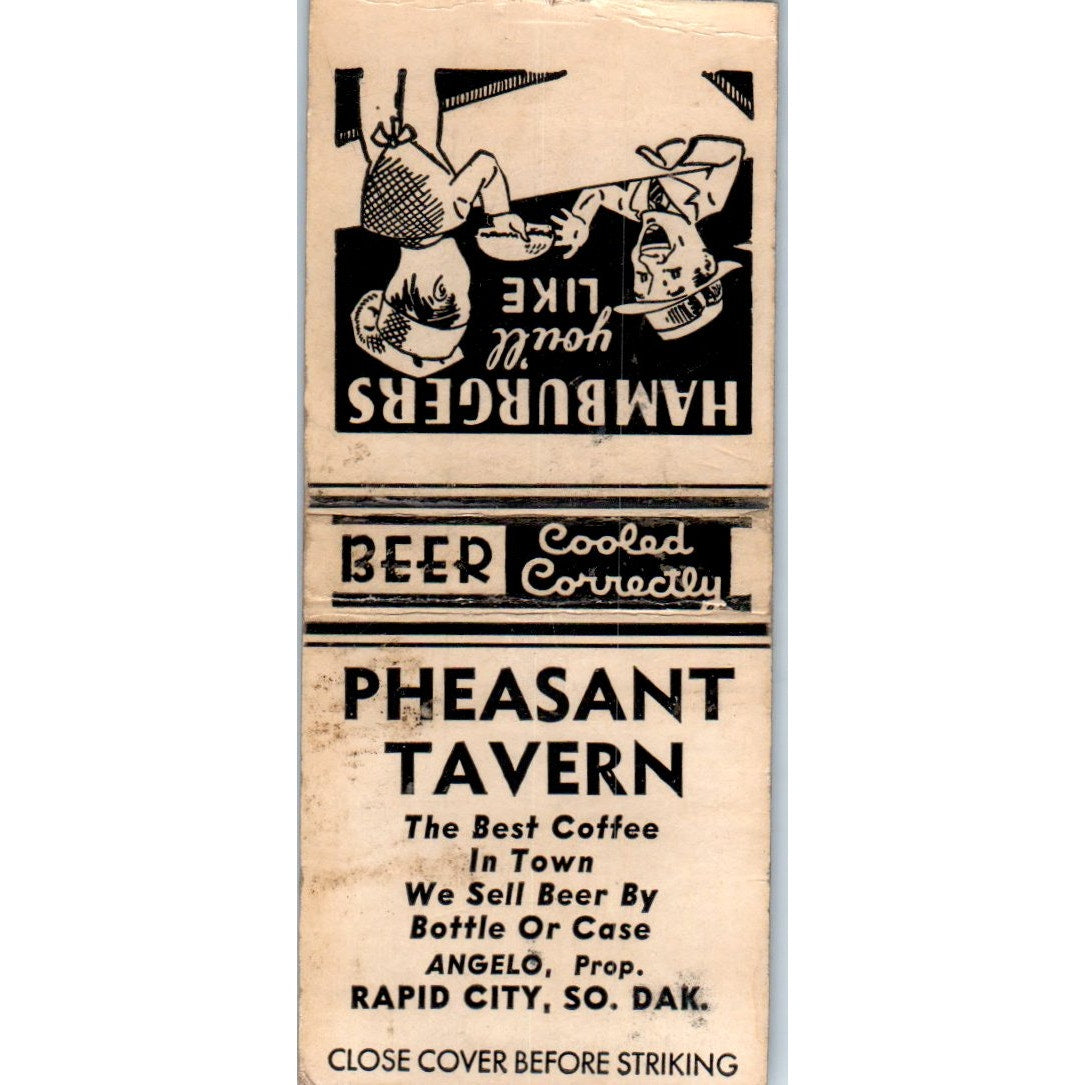 HAMBURGERS
you'll
LIKE
BEER Cooled
Correctly
PHEASANT
TAVERN
The Best Coffee
In Town
We Sell Beer By
Bottle Or Case
ANGELO, Prop.
RAPID CITY, SO. DAK.
CLOSE COVER BEFORE STRIKING